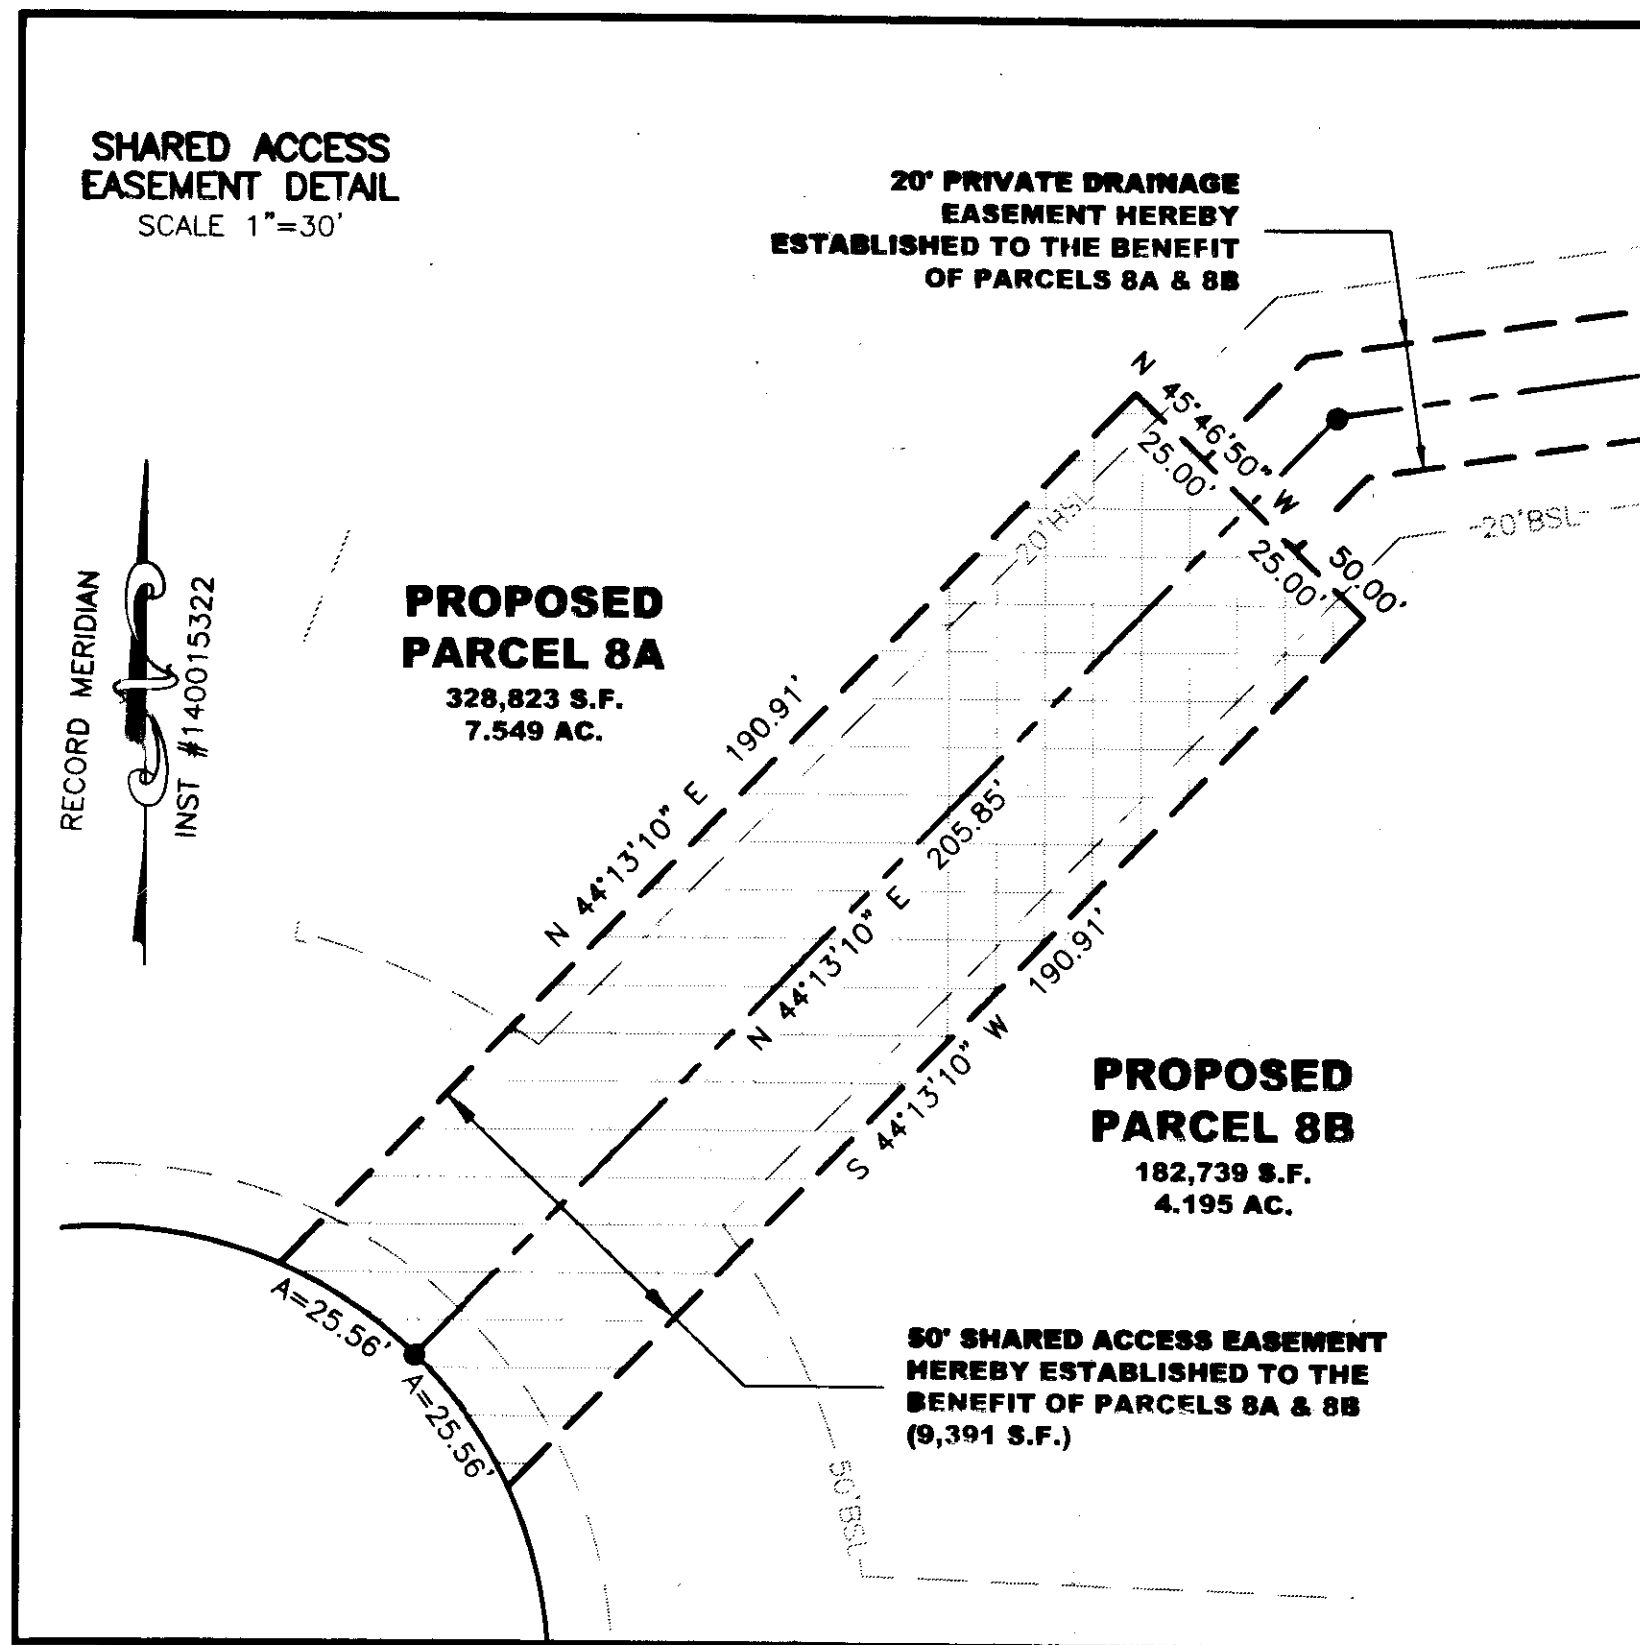 SHARED ACCESS
EASEMENT DETAIL
SCALE 1"=30'
20' PRIVATE DRAINAGE
EASEMENT HEREBY
ESTABLISHED TO THE BENEFIT
OF PARCELS 8A & 8B
N 45°46'50" W 50.00'
25.00'
25.00'
20'BSL
20'BSL
RECORD MERIDIAN
INST #140015322
PROPOSED
PARCEL 8A
328,823 S.F.
7.549 AC.
N 44°13'10" E 190.91'
N 44°13'10" E 205.85'
S 44°13'10" W 190.91'
PROPOSED
PARCEL 8B
182,739 S.F.
4.195 AC.
A=25.56'
A=25.56'
50' SHARED ACCESS EASEMENT
HEREBY ESTABLISHED TO THE
BENEFIT OF PARCELS 8A & 8B
(9,391 S.F.)
50'BSL